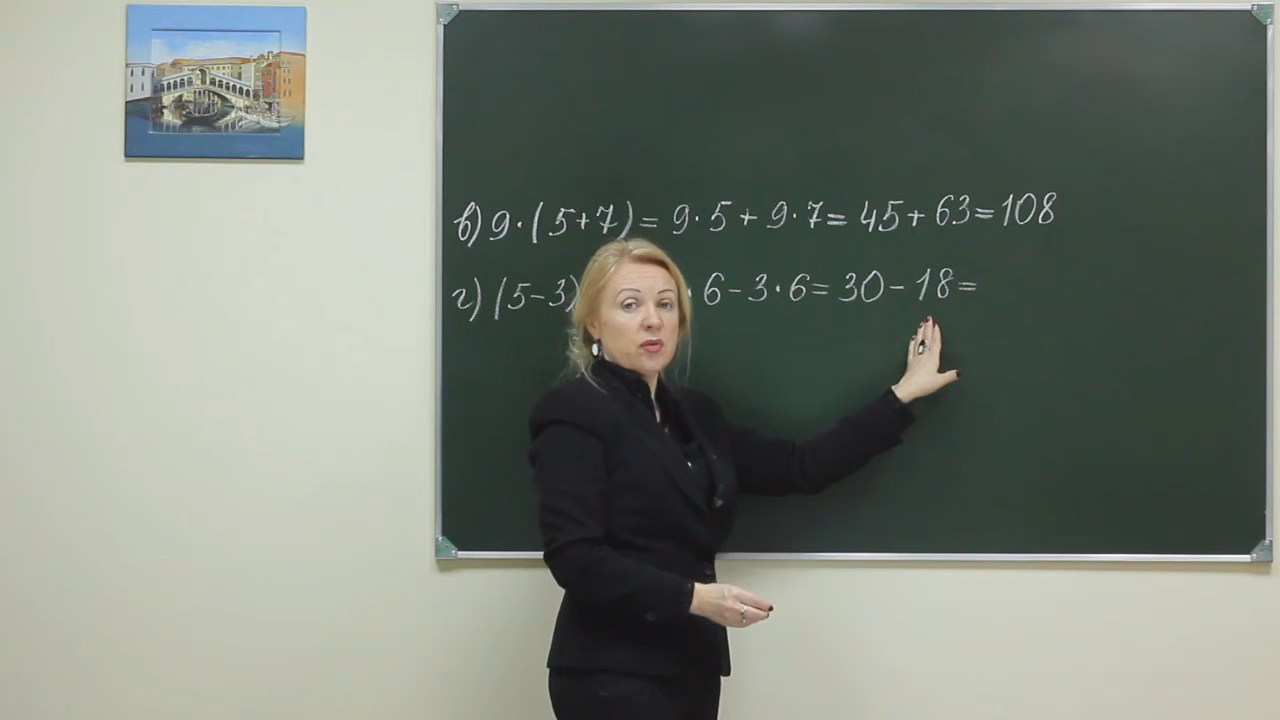 в) 9·(5+7)= 9·5+9·7=45+63=108
г) (5-3) ·6-3·6=30-18=